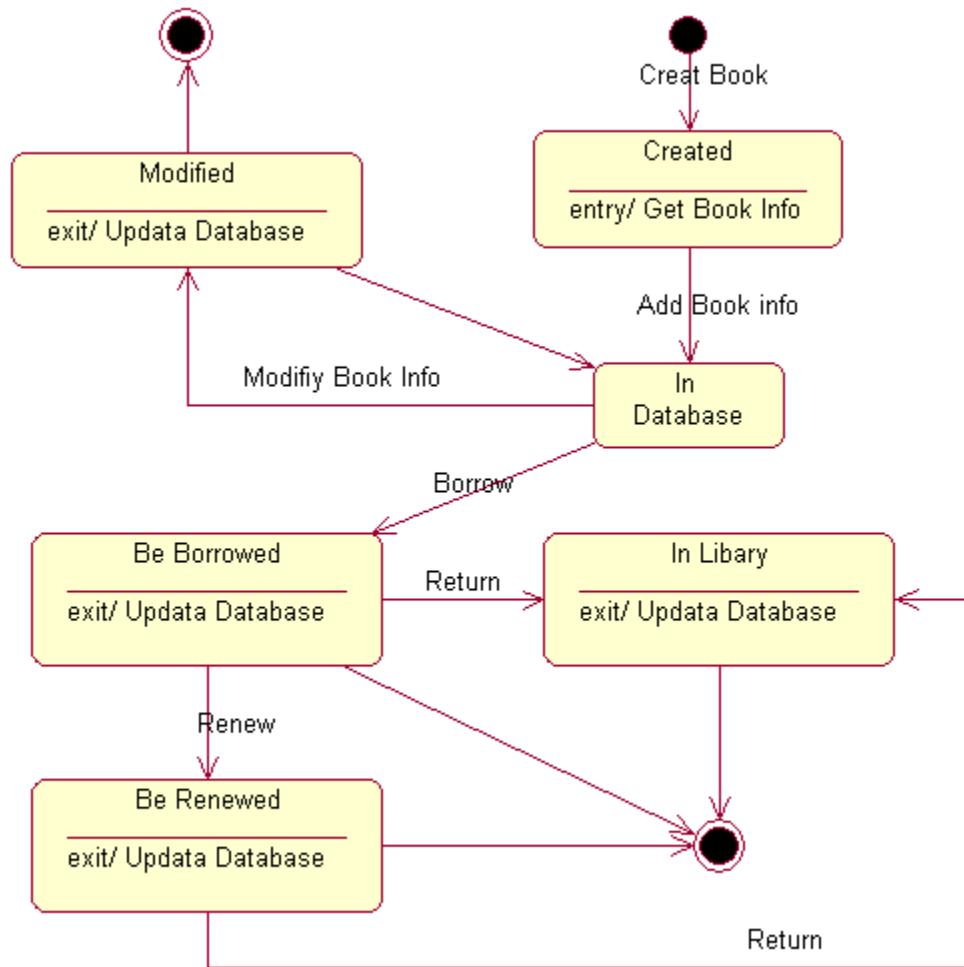 Creat Book
Modified
exit/ Updata Database
Created
entry/ Get Book Info
Add Book info
Modifiy Book Info
In
Database
Borrow
Be Borrowed
exit/ Updata Database
Return
In Libary
exit/ Updata Database
Renew
Be Renewed
exit/ Updata Database
Return